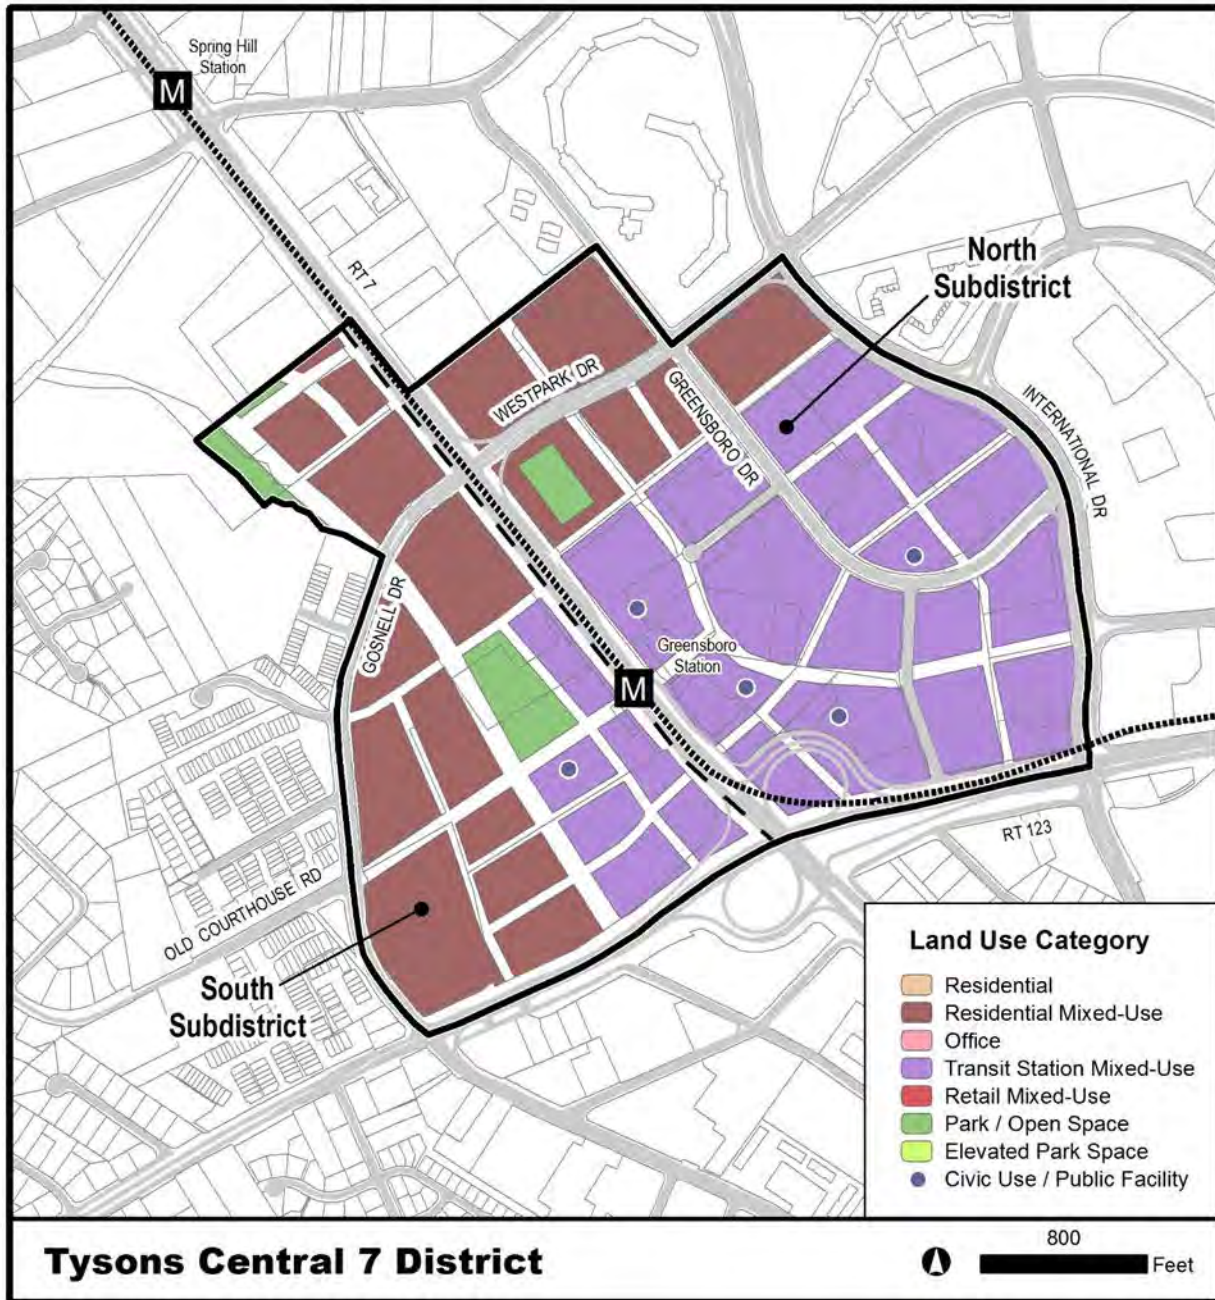 Spring Hill
Station
M
RT 7
North
Subdistrict
WESTPARK DR
GREENSBORO DR
INTERNATIONAL DR
GOSNELL DR
Greensboro
Station
M
RT 123
OLD COURTHOUSE RD
South
Subdistrict
Land Use Category
Residential
Residential Mixed-Use
Office
Transit Station Mixed-Use
Retail Mixed-Use
Park / Open Space
Elevated Park Space
Civic Use / Public Facility
Tysons Central 7 District
800
Feet